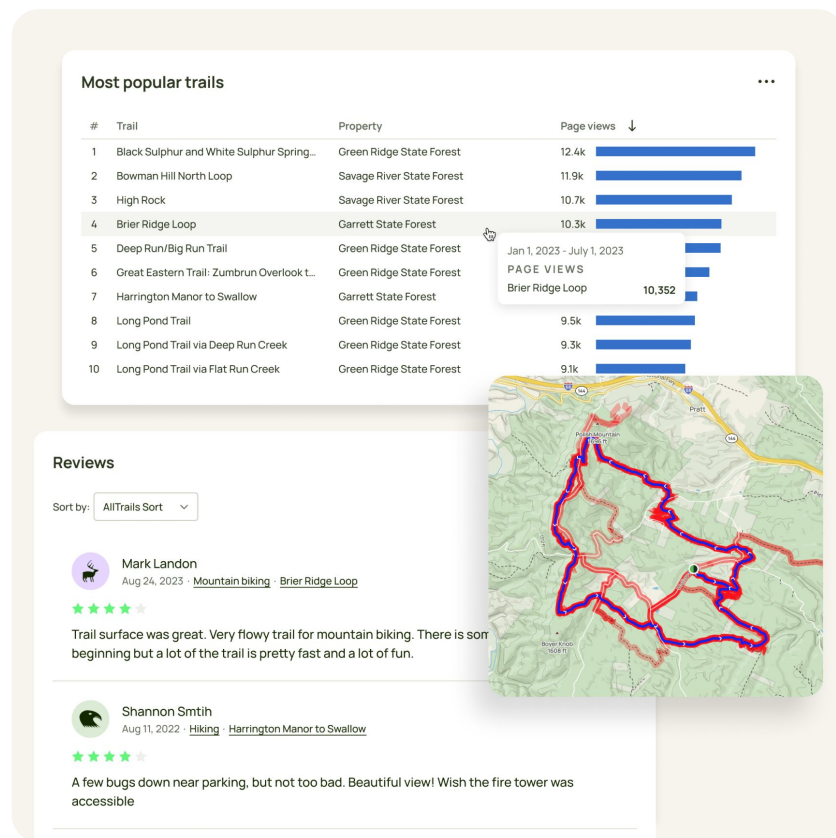 Most popular trails
# Trail Property Page views ↓
1 Black Sulphur and White Sulphur Spring... Green Ridge State Forest 12.4k
2 Bowman Hill North Loop Savage River State Forest 11.9k
3 High Rock Savage River State Forest 10.7k
4 Brier Ridge Loop Garrett State Forest 10.3k
5 Deep Run/Big Run Trail Green Ridge State Forest
6 Great Eastern Trail: Zumbrun Overlook t... Green Ridge State Forest
7 Harrington Manor to Swallow Garrett State Forest
8 Long Pond Trail Green Ridge State Forest 9.5k
9 Long Pond Trail via Deep Run Creek Green Ridge State Forest 9.3k
10 Long Pond Trail via Flat Run Creek Green Ridge State Forest 9.1k
Jan 1, 2023 - July 1, 2023
PAGE VIEWS
Brier Ridge Loop 10,352
144
Pratt
144
Polish Mountain
Boyer Knob
1608 ft
Reviews
Sort by: AllTrails Sort
Mark Landon
Aug 24, 2023 · Mountain biking · Brier Ridge Loop
Trail surface was great. Very flowy trail for mountain biking. There is som
beginning but a lot of the trail is pretty fast and a lot of fun.
Shannon Smtih
Aug 11, 2022 · Hiking · Harrington Manor to Swallow
A few bugs down near parking, but not too bad. Beautiful view! Wish the fire tower was
accessible